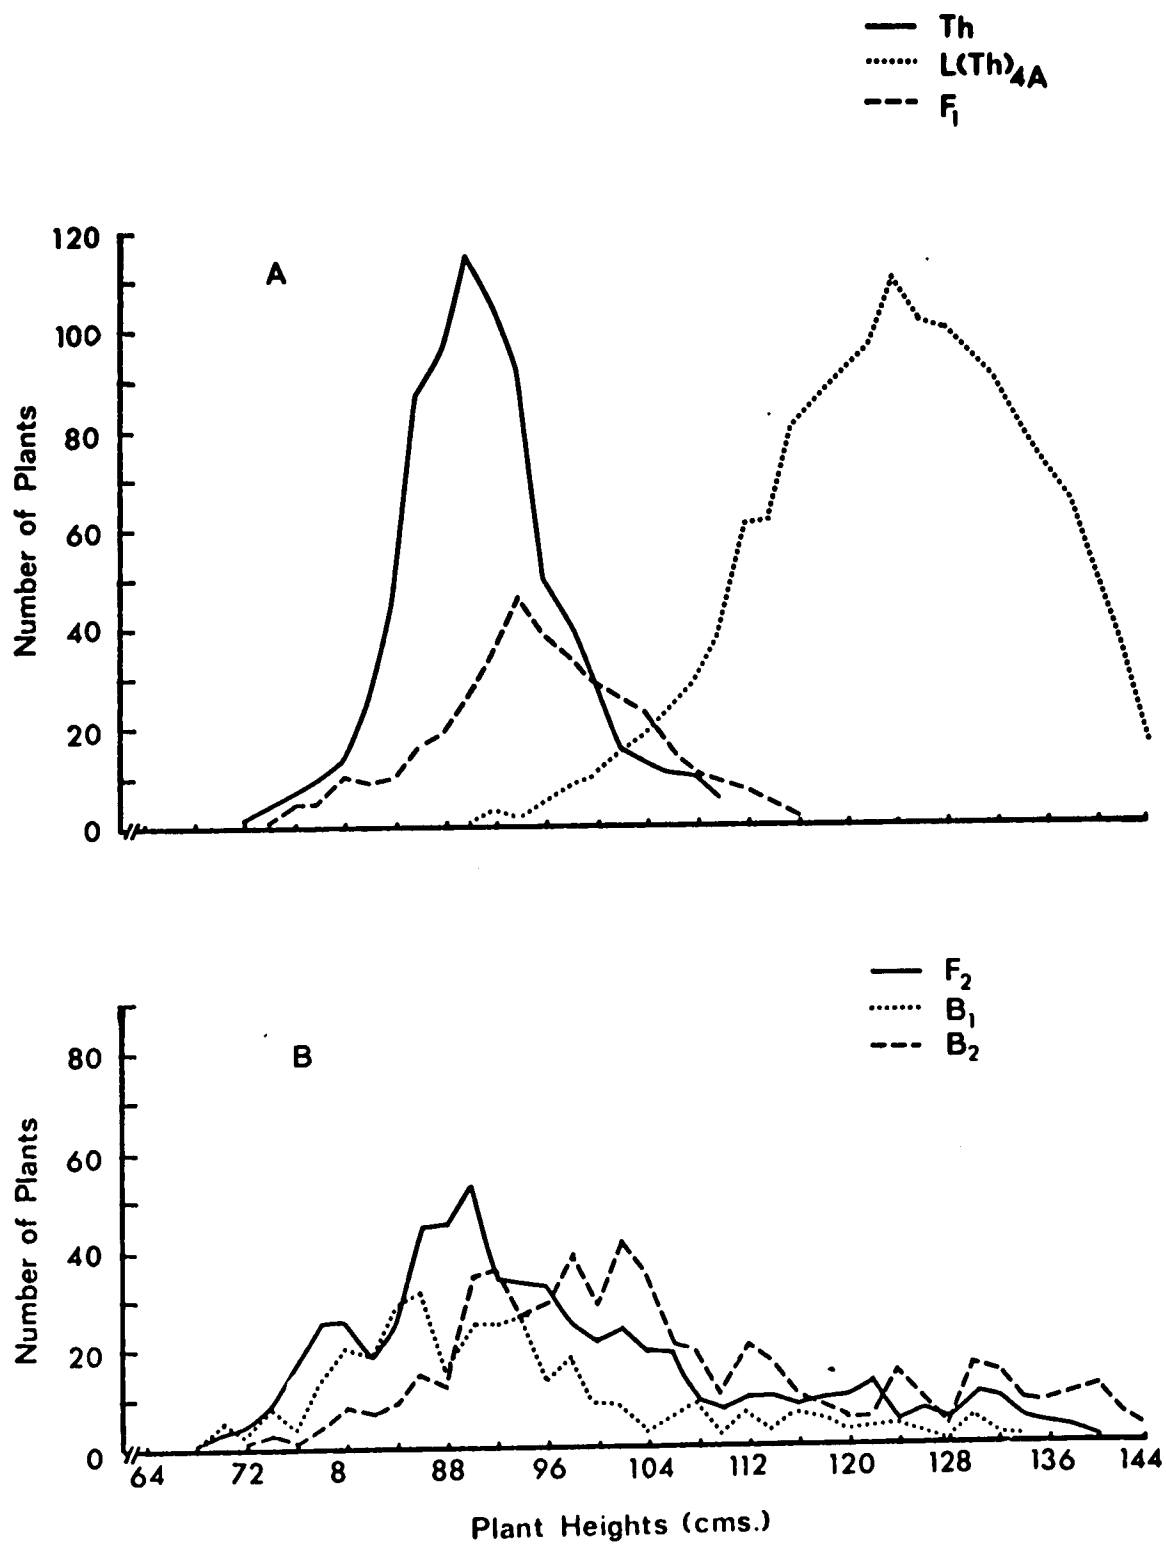 Th
L(Th)4A
F1
120
A
100
80
60
40
20
0
Number of Plants
F2
B1
B2
B
80
60
40
20
0
Number of Plants
64 72 8 88 96 104 112 120 128 136 144
Plant Heights (cms.)